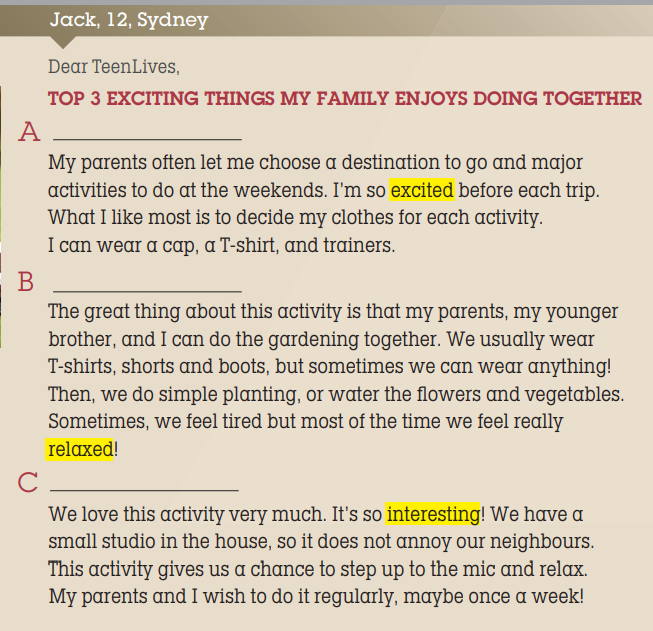 Jack, 12, Sydney
Dear TeenLives,
TOP 3 EXCITING THINGS MY FAMILY ENJOYS DOING TOGETHER
A ____________________
My parents often let me choose a destination to go and major
activities to do at the weekends. I'm so excited before each trip.
What I like most is to decide my clothes for each activity.
I can wear a cap, a T-shirt, and trainers.
B ____________________
The great thing about this activity is that my parents, my younger
brother, and I can do the gardening together. We usually wear
T-shirts, shorts and boots, but sometimes we can wear anything!
Then, we do simple planting, or water the flowers and vegetables.
Sometimes, we feel tired but most of the time we feel really
relaxed!
C ____________________
We love this activity very much. It's so interesting! We have a
small studio in the house, so it does not annoy our neighbours.
This activity gives us a chance to step up to the mic and relax.
My parents and I wish to do it regularly, maybe once a week!